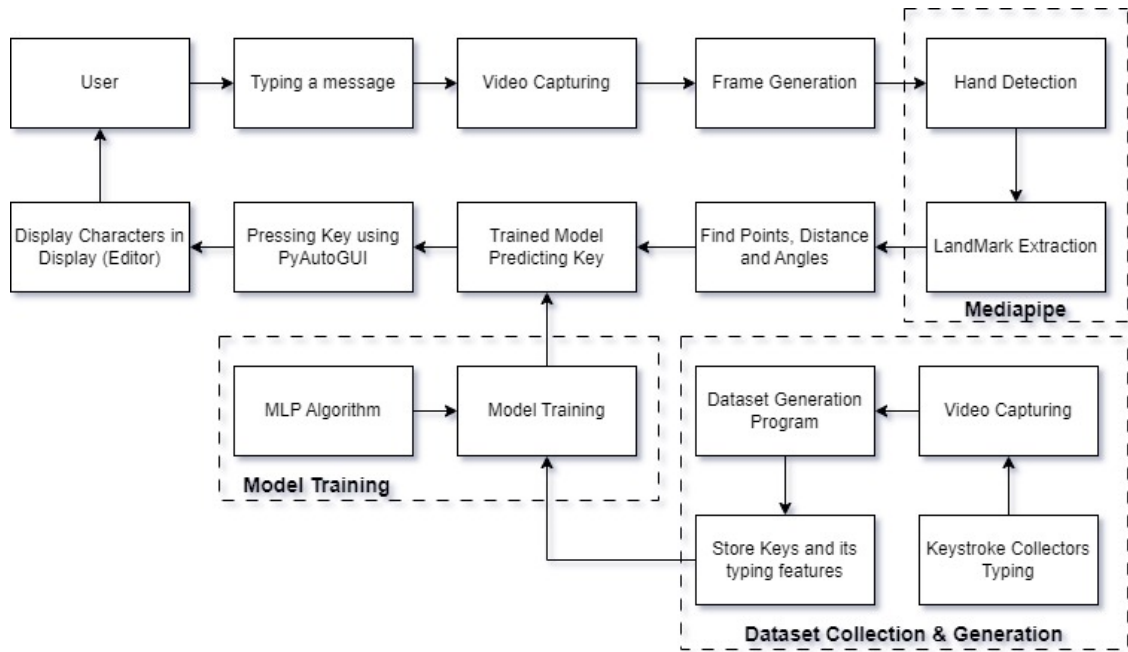 User
Typing a message
Video Capturing
Frame Generation
Hand Detection
Display Characters in
Display (Editor)
Pressing Key using
PyAutoGUI
Trained Model
Predicting Key
Find Points, Distance
and Angles
LandMark Extraction
Mediapipe
MLP Algorithm
Model Training
Model Training
Dataset Generation
Program
Video Capturing
Store Keys and its
typing features
Keystroke Collectors
Typing
Dataset Collection & Generation